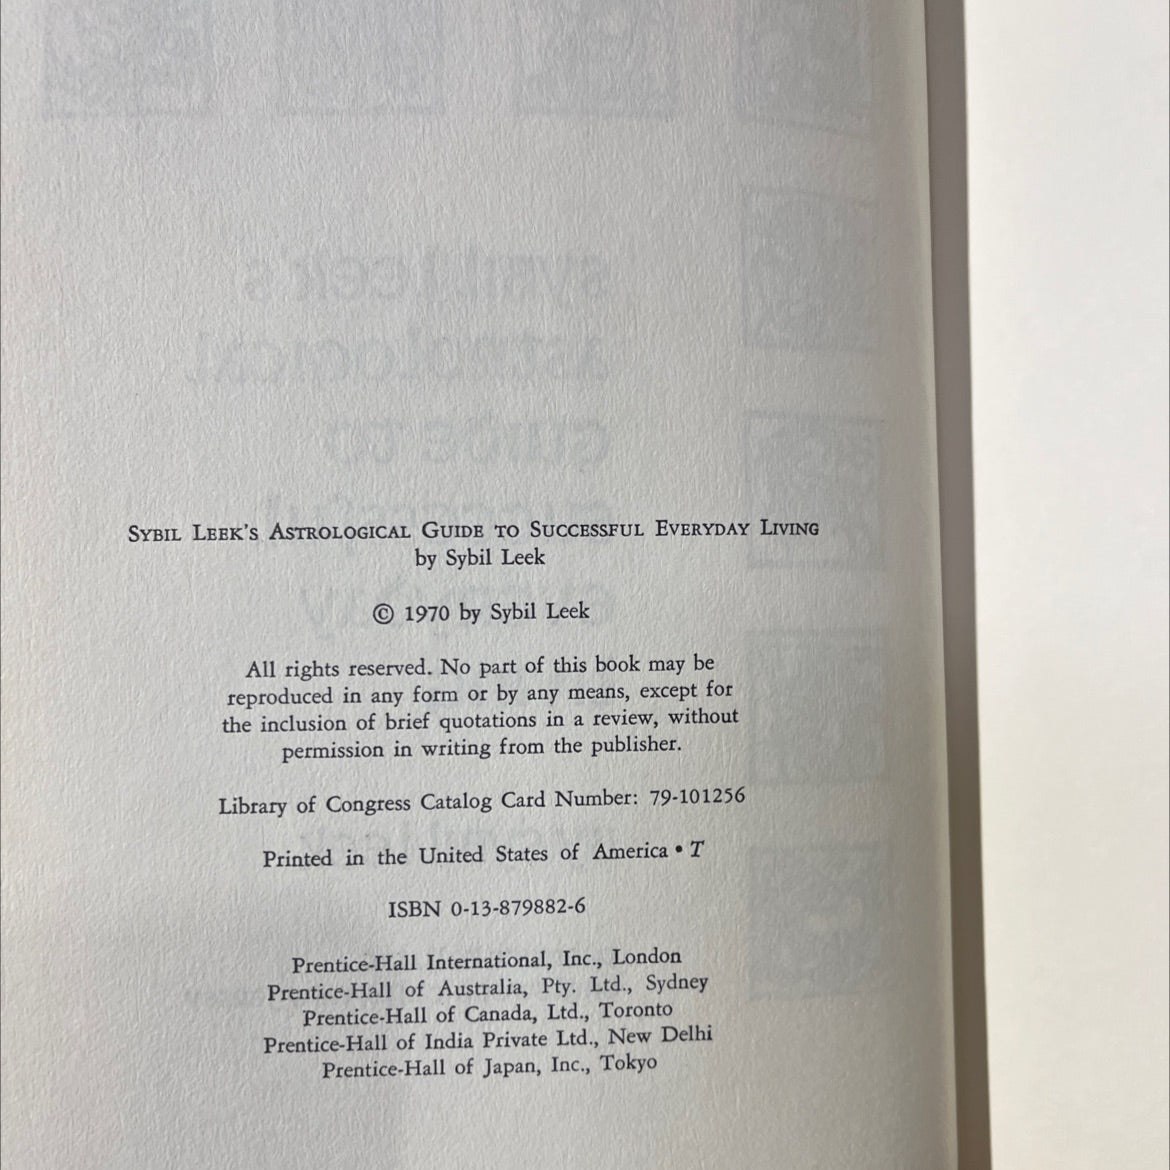 Sybil Leek's Astrological Guide to Successful Everyday Living
by Sybil Leek
© 1970 by Sybil Leek
All rights reserved. No part of this book may be
reproduced in any form or by any means, except for
the inclusion of brief quotations in a review, without
permission in writing from the publisher.
Library of Congress Catalog Card Number: 79-101256
Printed in the United States of America • T
ISBN 0-13-879882-6
Prentice-Hall International, Inc., London
Prentice-Hall of Australia, Pty. Ltd., Sydney
Prentice-Hall of Canada, Ltd., Toronto
Prentice-Hall of India Private Ltd., New Delhi
Prentice-Hall of Japan, Inc., Tokyo